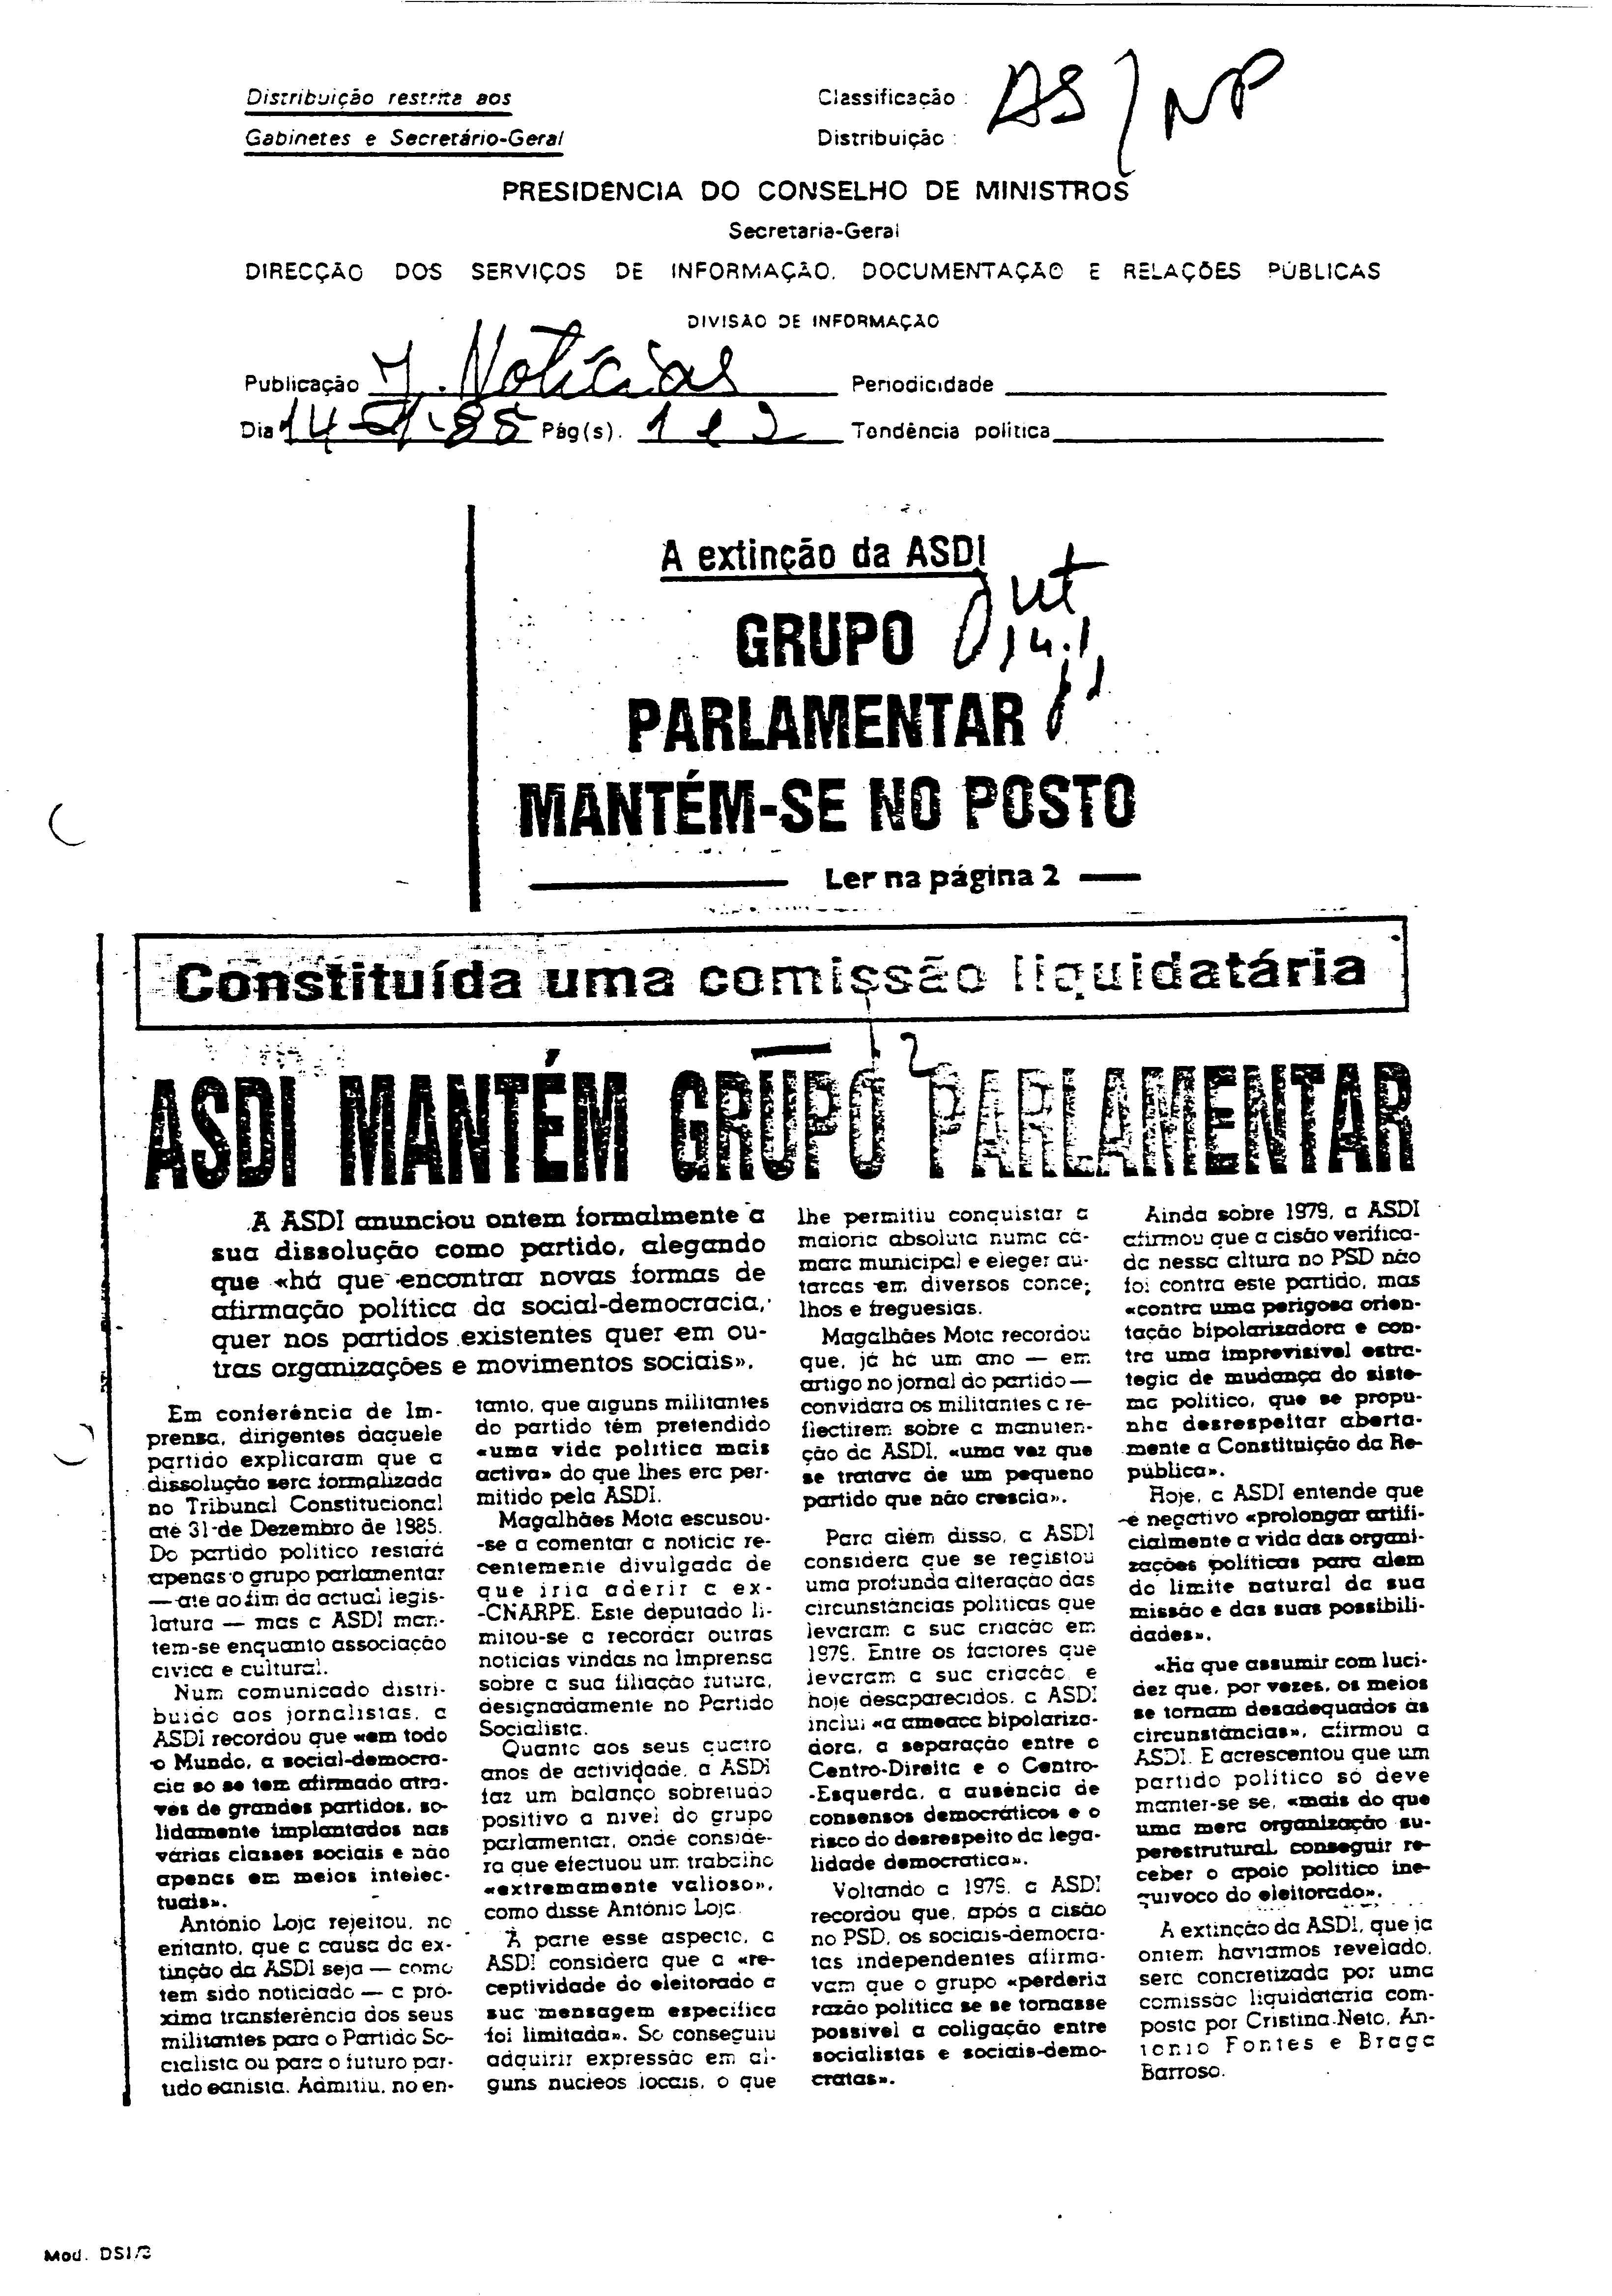 Distribuição restrita aos
Gabinetes e Secretário-Geral
Classificação :
Distribuição :
AS / NP
PRESIDENCIA DO CONSELHO DE MINISTROS
Secretaria-Geral
DIRECÇÃO DOS SERVIÇOS DE INFORMAÇÃO, DOCUMENTAÇÃO E RELAÇÕES PÚBLICAS
DIVISÃO DE INFORMAÇÃO
Publicação J. Notícias Periodicidade
Dia 14-1-85 Pág(s). 1 e 2 Tendência política
A extinção da ASDI
GRUPO
PARLAMENTAR
MANTÉM-SE NO POSTO
Ler na página 2
Constituída uma comissão liquidatária
ASDI MANTÉM GRUPO PARLAMENTAR
A ASDI anunciou ontem formalmente a
sua dissolução como partido, alegando
que «há que encontrar novas formas de
afirmação política da social-democracia,
quer nos partidos existentes quer em ou-
tras organizações e movimentos sociais».
Em conferência de Im-
prensa, dirigentes daquele
partido explicaram que a
dissolução será formalizada
no Tribunal Constitucional
até 31 de Dezembro de 1985.
Do partido político restará
apenas o grupo parlamentar
— até ao fim da actual legis-
latura — mas a ASDI man-
tem-se enquanto associação
cívica e cultural.
Num comunicado distri-
buído aos jornalistas, a
ASDI recordou que «em todo
o Mundo, a social-democra-
cia só se tem afirmado atra-
vés de grandes partidos, so-
lidamente implantados nas
várias classes sociais e não
apenas em meios intelec-
tuais».
António Loja rejeitou, no
entanto, que a causa da ex-
tinção da ASDI seja — como
tem sido noticiado — a pró-
xima transferência dos seus
militantes para o Partido So-
cialista ou para o futuro par-
tido eanista. Admitiu, no en-
tanto, que alguns militantes
do partido têm pretendido
«uma vida política mais
activa» do que lhes era per-
mitido pela ASDI.
Magalhães Mota escusou-
-se a comentar a notícia re-
centemente divulgada de
que iria aderir a ex-
-CNARPE. Este deputado li-
mitou-se a recordar outras
notícias vindas na Imprensa
sobre a sua filiação futura,
designadamente no Partido
Socialista.
Quanto aos seus quatro
anos de actividade, a ASDI
faz um balanço sobretudo
positivo a nível do grupo
parlamentar, onde conside-
ra que efectuou um trabalho
«extremamente valioso»,
como disse António Loja.
À parte esse aspecto, a
ASDI considera que a «re-
ceptividade do eleitorado a
sua mensagem específica
foi limitada». Só conseguiu
adquirir expressão em al-
guns núcleos locais, o que
lhe permitiu conquistar a
maioria absoluta numa câ-
mara municipal e eleger au-
tarcas em diversos conce;
lhos e freguesias.
Magalhães Mota recordou
que, já há um ano — em
artigo no jornal do partido —
convidara os militantes a re-
flectirem sobre a manuten-
ção da ASDI, «uma vez que
se tratava de um pequeno
partido que não crescia».
Para além disso, a ASDI
considera que se registou
uma profunda alteração das
circunstâncias políticas que
levaram a sua criação em
1979. Entre os factores que
levaram a sua criação, e
hoje desaparecidos, a ASDI
inclui «a ameaça bipolariza-
dora, a separação entre o
Centro-Direita e o Centro-
-Esquerda, a ausência de
consensos democráticos e o
risco do desrespeito da lega-
lidade democrática».
Voltando a 1979, a ASDI
recordou que, após a cisão
no PSD, os sociais-democra-
tas independentes afirma-
vam que o grupo «perderia
razão política se se tornasse
possível a coligação entre
socialistas e sociais-demo-
cratas».
Ainda sobre 1979, a ASDI
afirmou que a cisão verifica-
da nessa altura no PSD não
foi contra este partido, mas
«contra uma perigosa orien-
tação bipolarizadora e con-
tra uma imprevisível estra-
tegia de mudança do siste-
ma político, que se propu-
nha desrespeitar aberta-
mente a Constituição da Re-
pública».
Hoje, a ASDI entende que
é negativo «prolongar artifi-
cialmente a vida das organi-
zações políticas para além
do limite natural da sua
missão e das suas possibili-
dades».
«Há que assumir com luci-
dez que, por vezes, os meios
se tornam desadequados às
circunstâncias», afirmou a
ASDI. E acrescentou que um
partido político só deve
manter-se se, «mais do que
uma mera organização su-
perestrutural, conseguir re-
ceber o apoio político ine-
quívoco do eleitorado».
A extinção da ASDI, que já
ontem havíamos revelado,
será concretizada por uma
comissão liquidatária com-
posta por Cristina Neto, An-
tónio Fontes e Braga
Barroso.
Mod. DSI/3